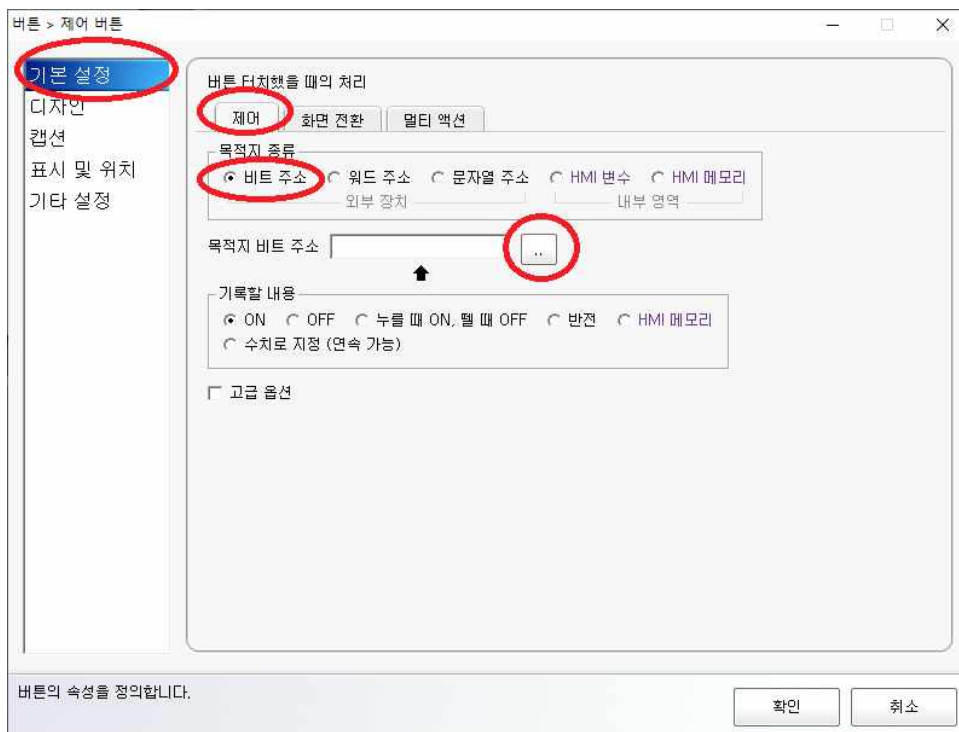 버튼 > 제어 버튼
기본 설정
디자인
캡션
표시 및 위치
기타 설정
버튼 터치했을 때의 처리
제어 화면 전환 멀티 액션
목적지 종류
비트 주소 워드 주소 문자열 주소 HMI 변수 HMI 메모리
외부 장치 내부 영역
목적지 비트 주소 ..
기록할 내용
ON OFF 누를 때 ON, 뗄 때 OFF 반전 HMI 메모리
수치로 지정 (연속 가능)
고급 옵션
버튼의 속성을 정의합니다.
확인 취소